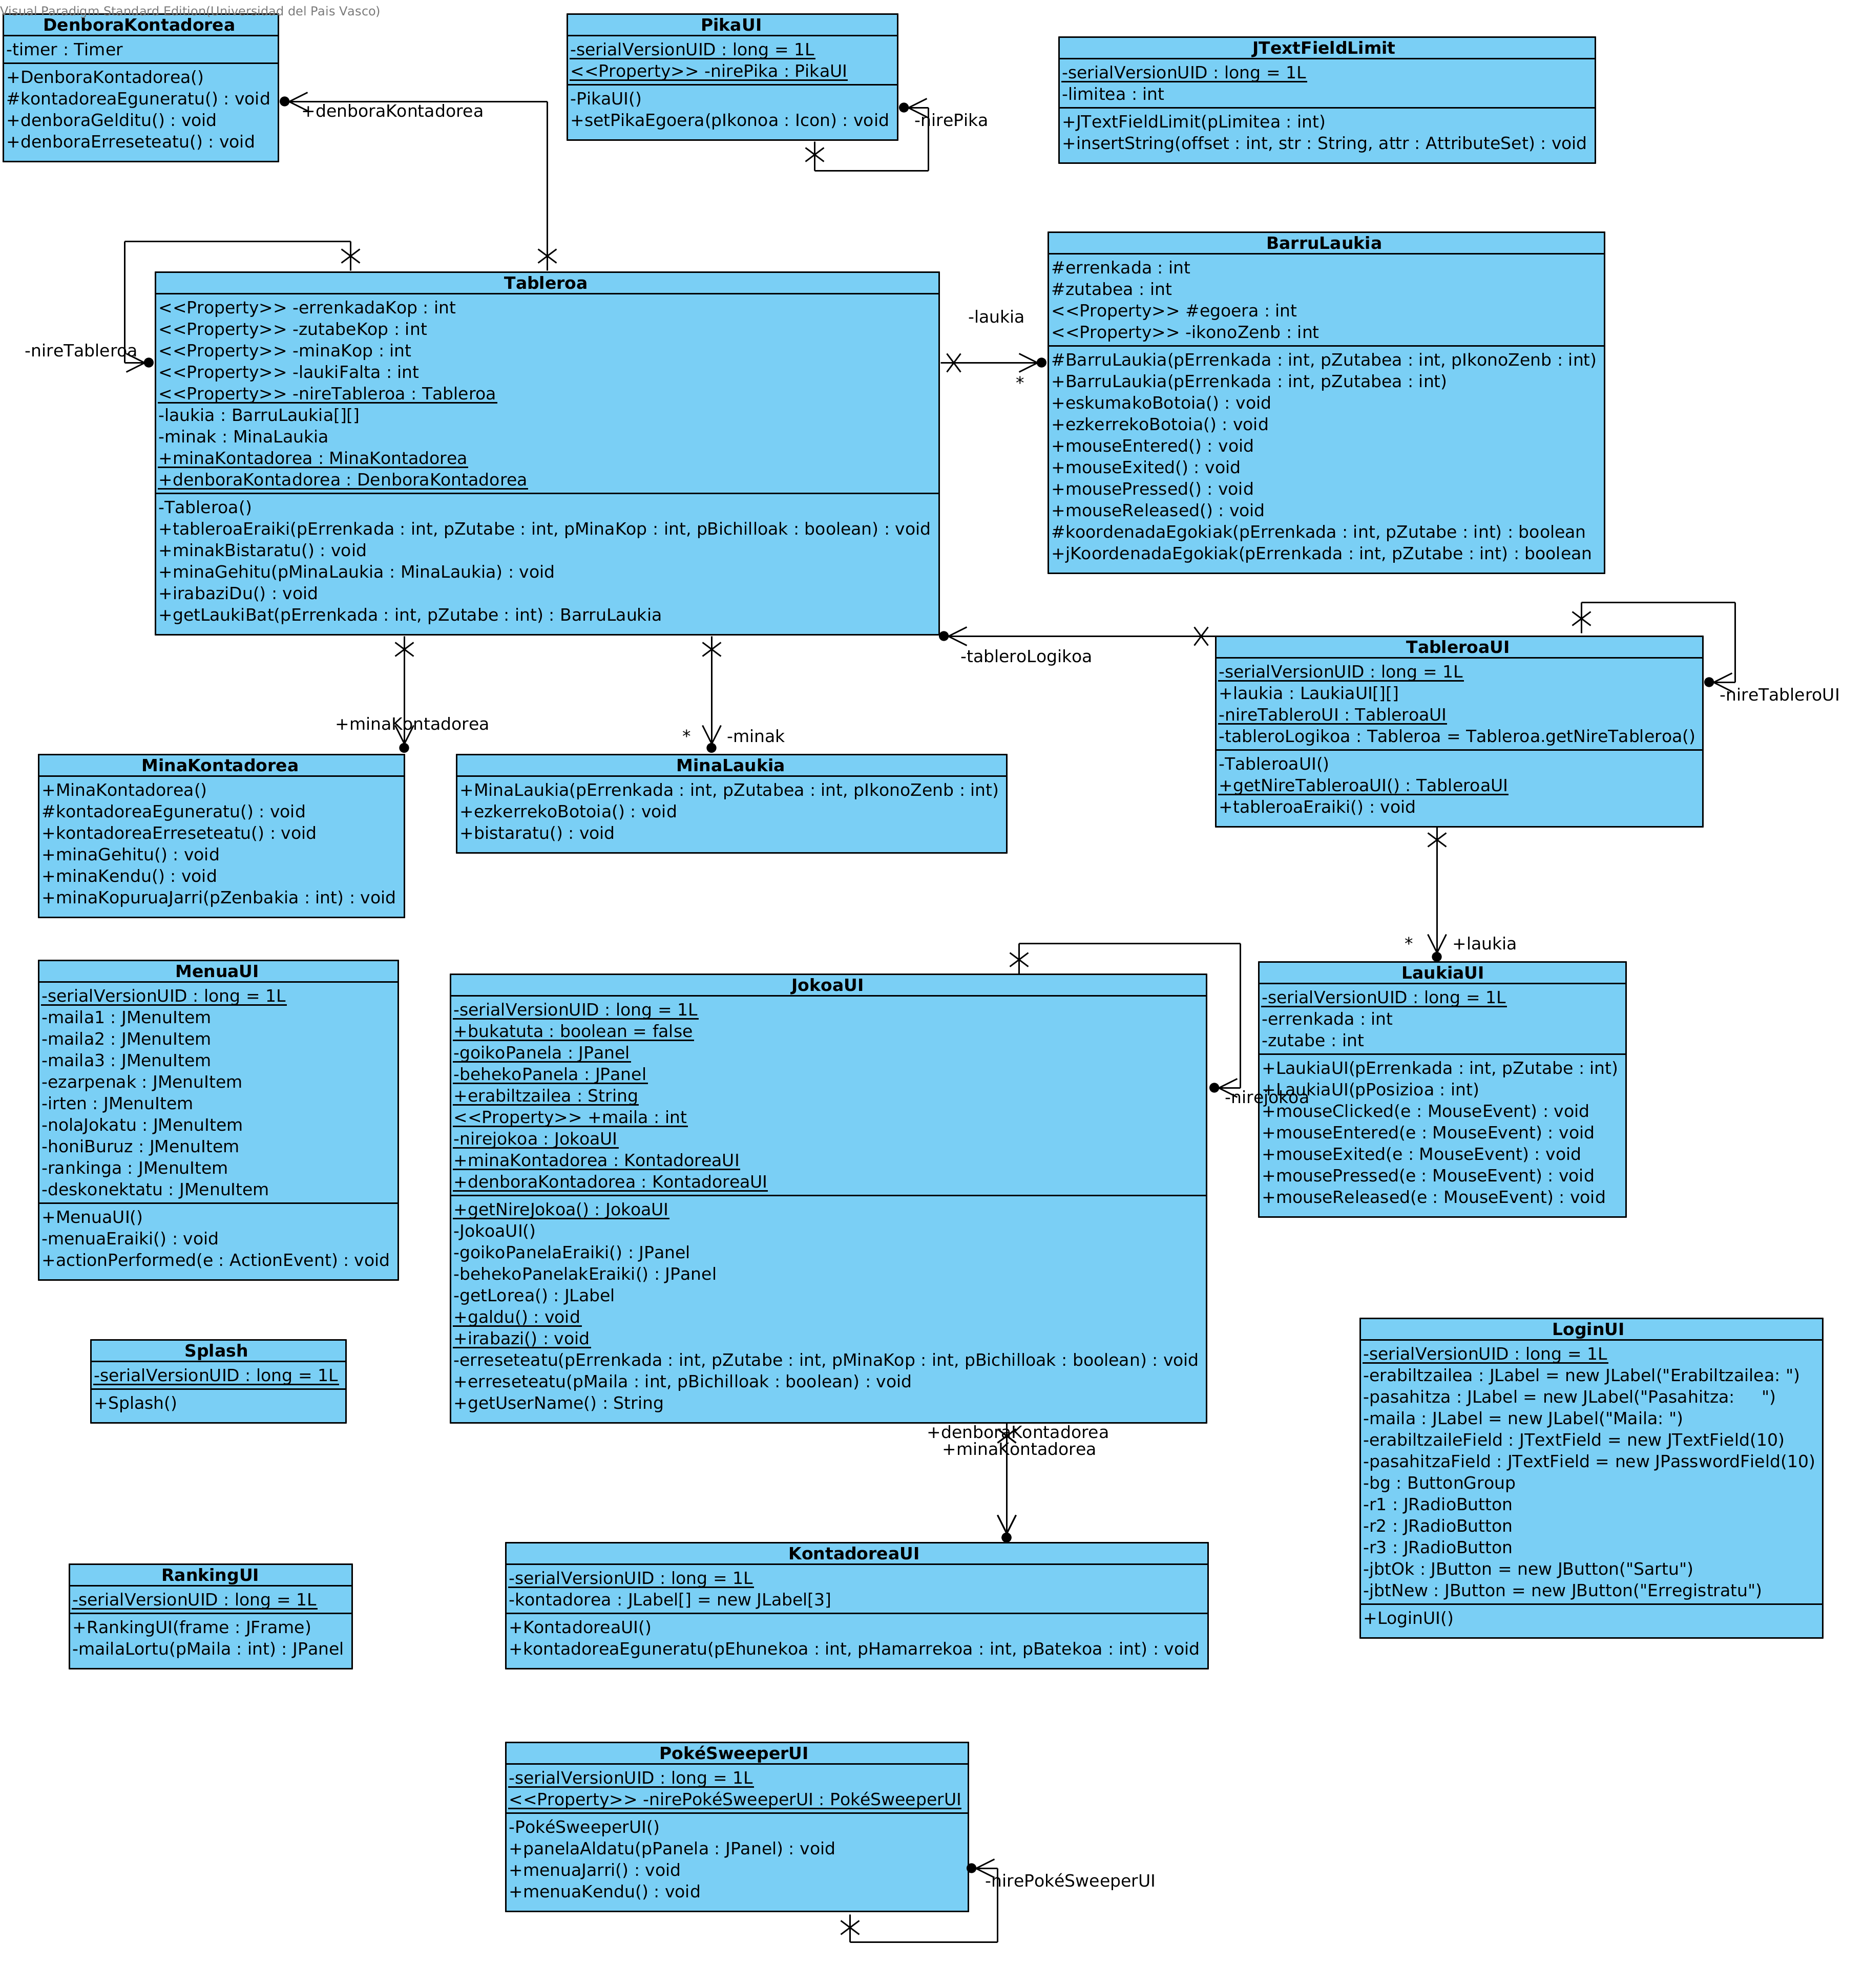 Visual Paradigm Standard Edition(Universidad del Pais Vasco)
DenboraKontadorea
-timer : Timer
+DenboraKontadorea()
#kontadoreaEguneratu() : void
+denboraGelditu() : void
+denboraErreseteatu() : void
+denboraKontadorea
PikaUI
-serialVersionUID : long = 1L
<<Property>> -nirePika : PikaUI
-PikaUI()
+setPikaEgoera(pIkonoa : Icon) : void
-nirePika
JTextFieldLimit
-serialVersionUID : long = 1L
-limitea : int
+JTextFieldLimit(pLimitea : int)
+insertString(offset : int, str : String, attr : AttributeSet) : void
-nireTableroa
Tableroa
<<Property>> -errenkadaKop : int
<<Property>> -zutabeKop : int
<<Property>> -minaKop : int
<<Property>> -laukiFalta : int
<<Property>> -nireTableroa : Tableroa
-laukia : BarruLaukia[][]
-minak : MinaLaukia
+minaKontadorea : MinaKontadorea
+denboraKontadorea : DenboraKontadorea
-Tableroa()
+tableroaEraiki(pErrenkada : int, pZutabe : int, pMinaKop : int, pBichilloak : boolean) : void
+minakBistaratu() : void
+minaGehitu(pMinaLaukia : MinaLaukia) : void
+irabaziDu() : void
+getLaukiBat(pErrenkada : int, pZutabe : int) : BarruLaukia
-laukia
*
BarruLaukia
#errenkada : int
#zutabea : int
<<Property>> #egoera : int
<<Property>> -ikonoZenb : int
#BarruLaukia(pErrenkada : int, pZutabea : int, pIkonoZenb : int)
+BarruLaukia(pErrenkada : int, pZutabea : int)
+eskumakoBotoia() : void
+ezkerrekoBotoia() : void
+mouseEntered() : void
+mouseExited() : void
+mousePressed() : void
+mouseReleased() : void
#koordenadaEgokiak(pErrenkada : int, pZutabe : int) : boolean
+jKoordenadaEgokiak(pErrenkada : int, pZutabe : int) : boolean
-tableroLogikoa
TableroaUI
-serialVersionUID : long = 1L
+laukia : LaukiaUI[][]
-nireTableroUI : TableroaUI
-tableroLogikoa : Tableroa = Tableroa.getNireTableroa()
-TableroaUI()
+getNireTableroaUI() : TableroaUI
+tableroaEraiki() : void
-nireTableroUI
+minaKontadorea
* -minak
MinaKontadorea
+MinaKontadorea()
#kontadoreaEguneratu() : void
+kontadoreaErreseteatu() : void
+minaGehitu() : void
+minaKendu() : void
+minaKopuruaJarri(pZenbakia : int) : void
MinaLaukia
+MinaLaukia(pErrenkada : int, pZutabea : int, pIkonoZenb : int)
+ezkerrekoBotoia() : void
+bistaratu() : void
* +laukia
MenuaUI
-serialVersionUID : long = 1L
-maila1 : JMenuItem
-maila2 : JMenuItem
-maila3 : JMenuItem
-ezarpenak : JMenuItem
-irten : JMenuItem
-nolaJokatu : JMenuItem
-honiBuruz : JMenuItem
-rankinga : JMenuItem
-deskonektatu : JMenuItem
+MenuaUI()
-menuaEraiki() : void
+actionPerformed(e : ActionEvent) : void
JokoaUI
-serialVersionUID : long = 1L
+bukatuta : boolean = false
-goikoPanela : JPanel
-behekoPanela : JPanel
+erabiltzailea : String
<<Property>> +maila : int
-nirejokoa : JokoaUI
+minaKontadorea : KontadoreaUI
+denboraKontadorea : KontadoreaUI
+getNireJokoa() : JokoaUI
-JokoaUI()
-goikoPanelaEraiki() : JPanel
-behekoPanelakEraiki() : JPanel
-getLorea() : JLabel
+galdu() : void
+irabazi() : void
-erreseteatu(pErrenkada : int, pZutabe : int, pMinaKop : int, pBichilloak : boolean) : void
+erreseteatu(pMaila : int, pBichilloak : boolean) : void
+getUserName() : String
-nirejokoa
LaukiaUI
-serialVersionUID : long = 1L
-errenkada : int
-zutabe : int
+LaukiaUI(pErrenkada : int, pZutabe : int)
+LaukiaUI(pPosizioa : int)
+mouseClicked(e : MouseEvent) : void
+mouseEntered(e : MouseEvent) : void
+mouseExited(e : MouseEvent) : void
+mousePressed(e : MouseEvent) : void
+mouseReleased(e : MouseEvent) : void
Splash
-serialVersionUID : long = 1L
+Splash()
+denboraKontadorea
+minaKontadorea
LoginUI
-serialVersionUID : long = 1L
-erabiltzailea : JLabel = new JLabel("Erabiltzailea: ")
-pasahitza : JLabel = new JLabel("Pasahitza:     ")
-maila : JLabel = new JLabel("Maila: ")
-erabiltzaileField : JTextField = new JTextField(10)
-pasahitzaField : JTextField = new JPasswordField(10)
-bg : ButtonGroup
-r1 : JRadioButton
-r2 : JRadioButton
-r3 : JRadioButton
-jbtOk : JButton = new JButton("Sartu")
-jbtNew : JButton = new JButton("Erregistratu")
+LoginUI()
RankingUI
-serialVersionUID : long = 1L
+RankingUI(frame : JFrame)
-mailaLortu(pMaila : int) : JPanel
KontadoreaUI
-serialVersionUID : long = 1L
-kontadorea : JLabel[] = new JLabel[3]
+KontadoreaUI()
+kontadoreaEguneratu(pEhunekoa : int, pHamarrekoa : int, pBatekoa : int) : void
PokéSweeperUI
-serialVersionUID : long = 1L
<<Property>> -nirePokéSweeperUI : PokéSweeperUI
-PokéSweeperUI()
+panelaAldatu(pPanela : JPanel) : void
+menuaJarri() : void
+menuaKendu() : void
-nirePokéSweeperUI